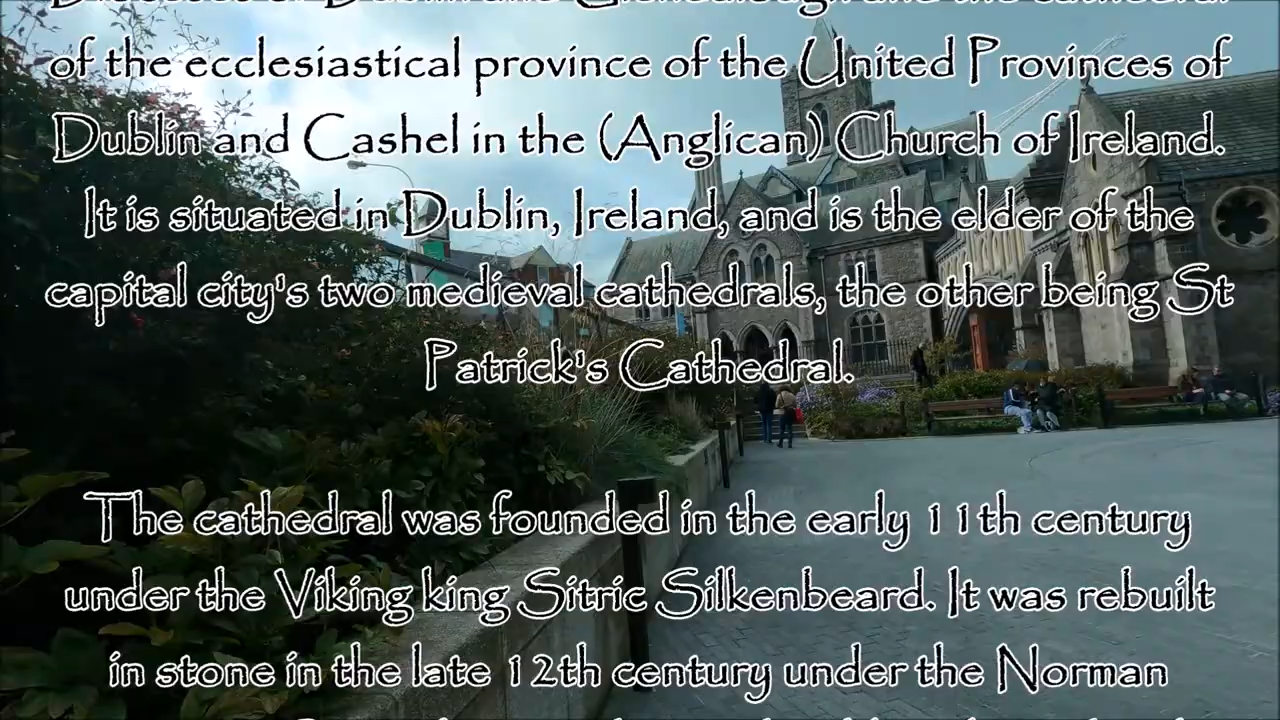 of the ecclesiastical province of the United Provinces of
Dublin and Cashel in the (Anglican) Church of Ireland.
It is situated in Dublin, Ireland, and is the elder of the
capital city's two medieval cathedrals, the other being St
Patrick's Cathedral.
The cathedral was founded in the early 11th century
under the Viking king Sitric Silkenbeard. It was rebuilt
in stone in the late 12th century under the Norman